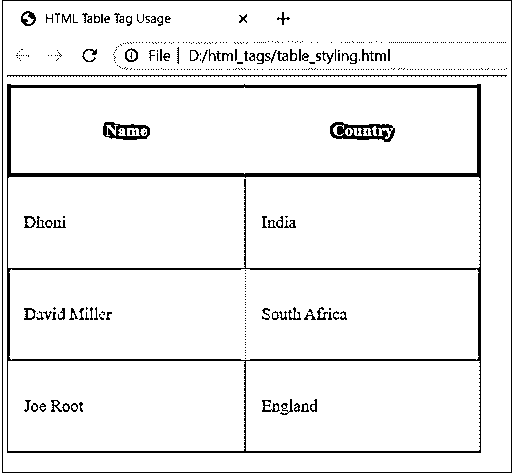 HTML Table Tag Usage
File | D:/html_tags/table_styling.html
Name Country
Dhoni India
David Miller South Africa
Joe Root England